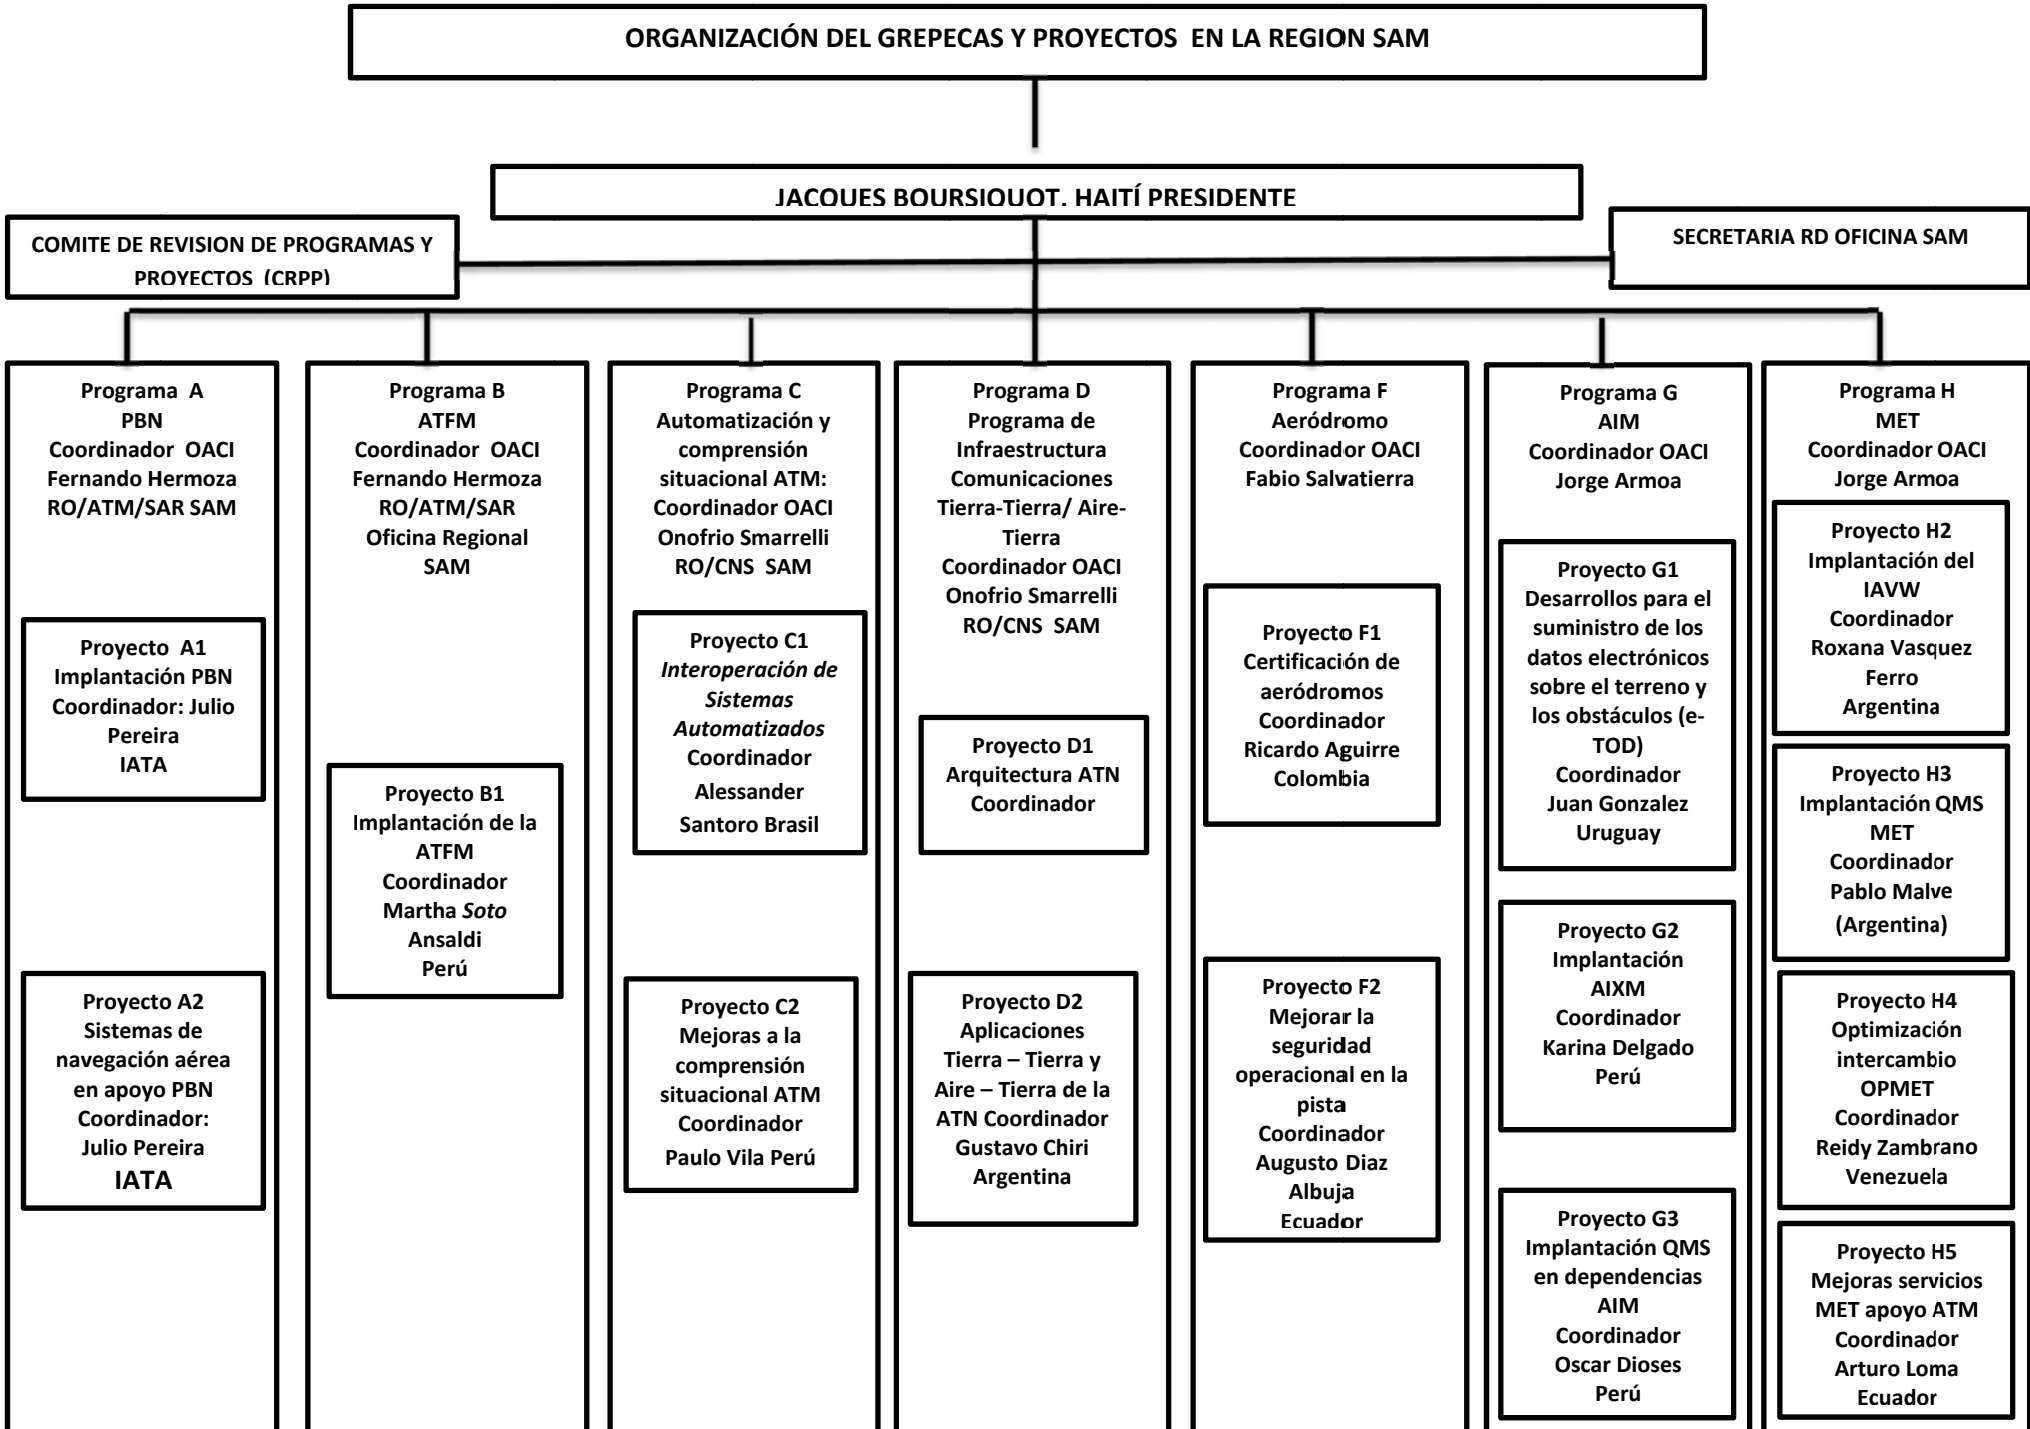 ORGANIZACIÓN DEL GREPECAS Y PROYECTOS EN LA REGION SAM
JACQUES BOURSIQUOT. HAITÍ PRESIDENTE
COMITE DE REVISION DE PROGRAMAS Y
PROYECTOS (CRPP)
SECRETARIA RD OFICINA SAM
Programa A
PBN
Coordinador OACI
Fernando Hermoza
RO/ATM/SAR SAM
Proyecto A1
Implantación PBN
Coordinador: Julio
Pereira
IATA
Proyecto A2
Sistemas de
navegación aérea
en apoyo PBN
Coordinador:
Julio Pereira
IATA
Programa B
ATFM
Coordinador OACI
Fernando Hermoza
RO/ATM/SAR
Oficina Regional
SAM
Proyecto B1
Implantación de la
ATFM
Coordinador
Martha Soto
Ansaldi
Perú
Programa C
Automatización y
comprensión
situacional ATM:
Coordinador OACI
Onofrio Smarrelli
RO/CNS SAM
Proyecto C1
Interoperación de
Sistemas
Automatizados
Coordinador
Alessander
Santoro Brasil
Proyecto C2
Mejoras a la
comprensión
situacional ATM
Coordinador
Paulo Vila Perú
Programa D
Programa de
Infraestructura
Comunicaciones
Tierra-Tierra/ Aire-
Tierra
Coordinador OACI
Onofrio Smarrelli
RO/CNS SAM
Proyecto D1
Arquitectura ATN
Coordinador
Proyecto D2
Aplicaciones
Tierra – Tierra y
Aire – Tierra de la
ATN Coordinador
Gustavo Chiri
Argentina
Programa F
Aeródromo
Coordinador OACI
Fabio Salvatierra
Proyecto F1
Certificación de
aeródromos
Coordinador
Ricardo Aguirre
Colombia
Proyecto F2
Mejorar la
seguridad
operacional en la
pista
Coordinador
Augusto Diaz
Albuja
Ecuador
Programa G
AIM
Coordinador OACI
Jorge Armoa
Proyecto G1
Desarrollos para el
suministro de los
datos electrónicos
sobre el terreno y
los obstáculos (e-
TOD)
Coordinador
Juan Gonzalez
Uruguay
Proyecto G2
Implantación
AIXM
Coordinador
Karina Delgado
Perú
Proyecto G3
Implantación QMS
en dependencias
AIM
Coordinador
Oscar Dioses
Perú
Programa H
MET
Coordinador OACI
Jorge Armoa
Proyecto H2
Implantación del
IAVW
Coordinador
Roxana Vasquez
Ferro
Argentina
Proyecto H3
Implantación QMS
MET
Coordinador
Pablo Malve
(Argentina)
Proyecto H4
Optimización
intercambio
OPMET
Coordinador
Reidy Zambrano
Venezuela
Proyecto H5
Mejoras servicios
MET apoyo ATM
Coordinador
Arturo Loma
Ecuador